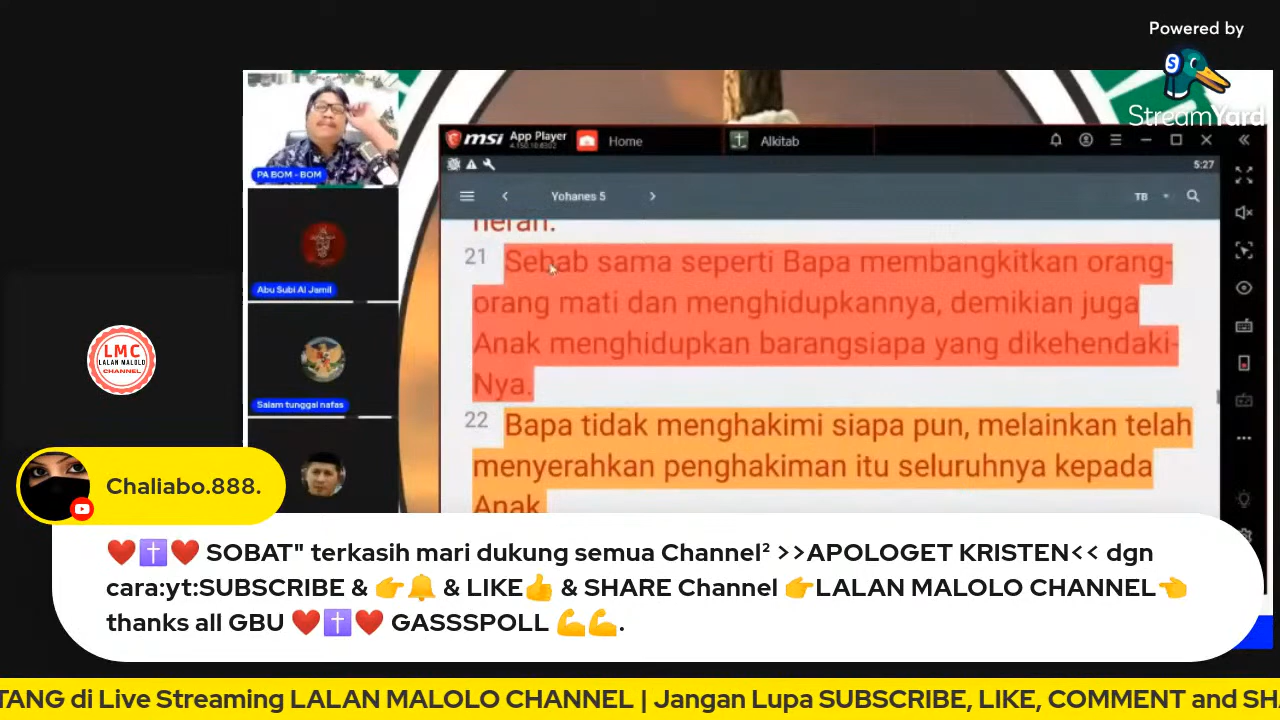 Powered by
StreamYard
msi App Player
4.150.10.6302
Home
Alkitab
5:27
Yohanes 5
TB
PA BOM - BOM
Abu Subi Al Jamil
Salam tunggal nafas
LMC
LALAN MALOLO
CHANNEL
21 Sebab sama seperti Bapa membangkitkan orang-
orang mati dan menghidupkannya, demikian juga
Anak menghidupkan barangsiapa yang dikehendaki-
Nya.
22 Bapa tidak menghakimi siapa pun, melainkan telah
menyerahkan penghakiman itu seluruhnya kepada
Anak
Chaliabo.888.
❤️✝️❤️ SOBAT" terkasih mari dukung semua Channel² >>APOLOGET KRISTEN<< dgn
cara:yt:SUBSCRIBE & 👉🔔 & LIKE👍 & SHARE Channel 👉LALAN MALOLO CHANNEL👈
thanks all GBU ❤️✝️❤️ GASSSPOLL 💪💪.
TANG di Live Streaming LALAN MALOLO CHANNEL | Jangan Lupa SUBSCRIBE, LIKE, COMMENT and SHA